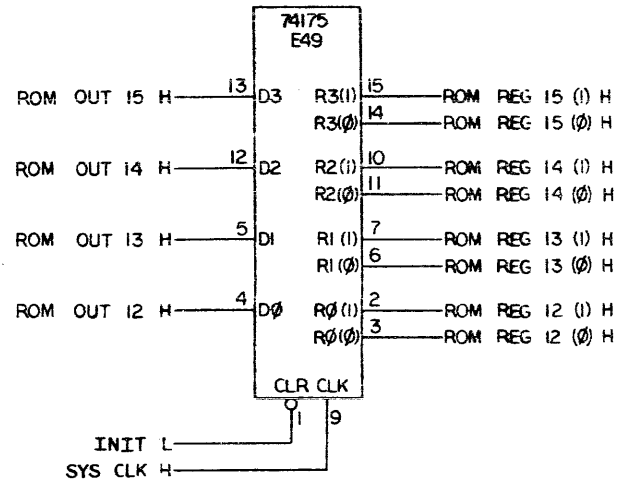 74175
E49
ROM OUT 15 H 13 D3 R3(1) 15 ROM REG 15 (1) H
R3(Ø) 14 ROM REG 15 (Ø) H
ROM OUT 14 H 12 D2 R2(1) 10 ROM REG 14 (1) H
R2(Ø) 11 ROM REG 14 (Ø) H
ROM OUT 13 H 5 D1 R1(1) 7 ROM REG 13 (1) H
R1(Ø) 6 ROM REG 13 (Ø) H
ROM OUT 12 H 4 DØ RØ(1) 2 ROM REG 12 (1) H
RØ(Ø) 3 ROM REG 12 (Ø) H
CLR CLK
1 9
INIT L
SYS CLK H